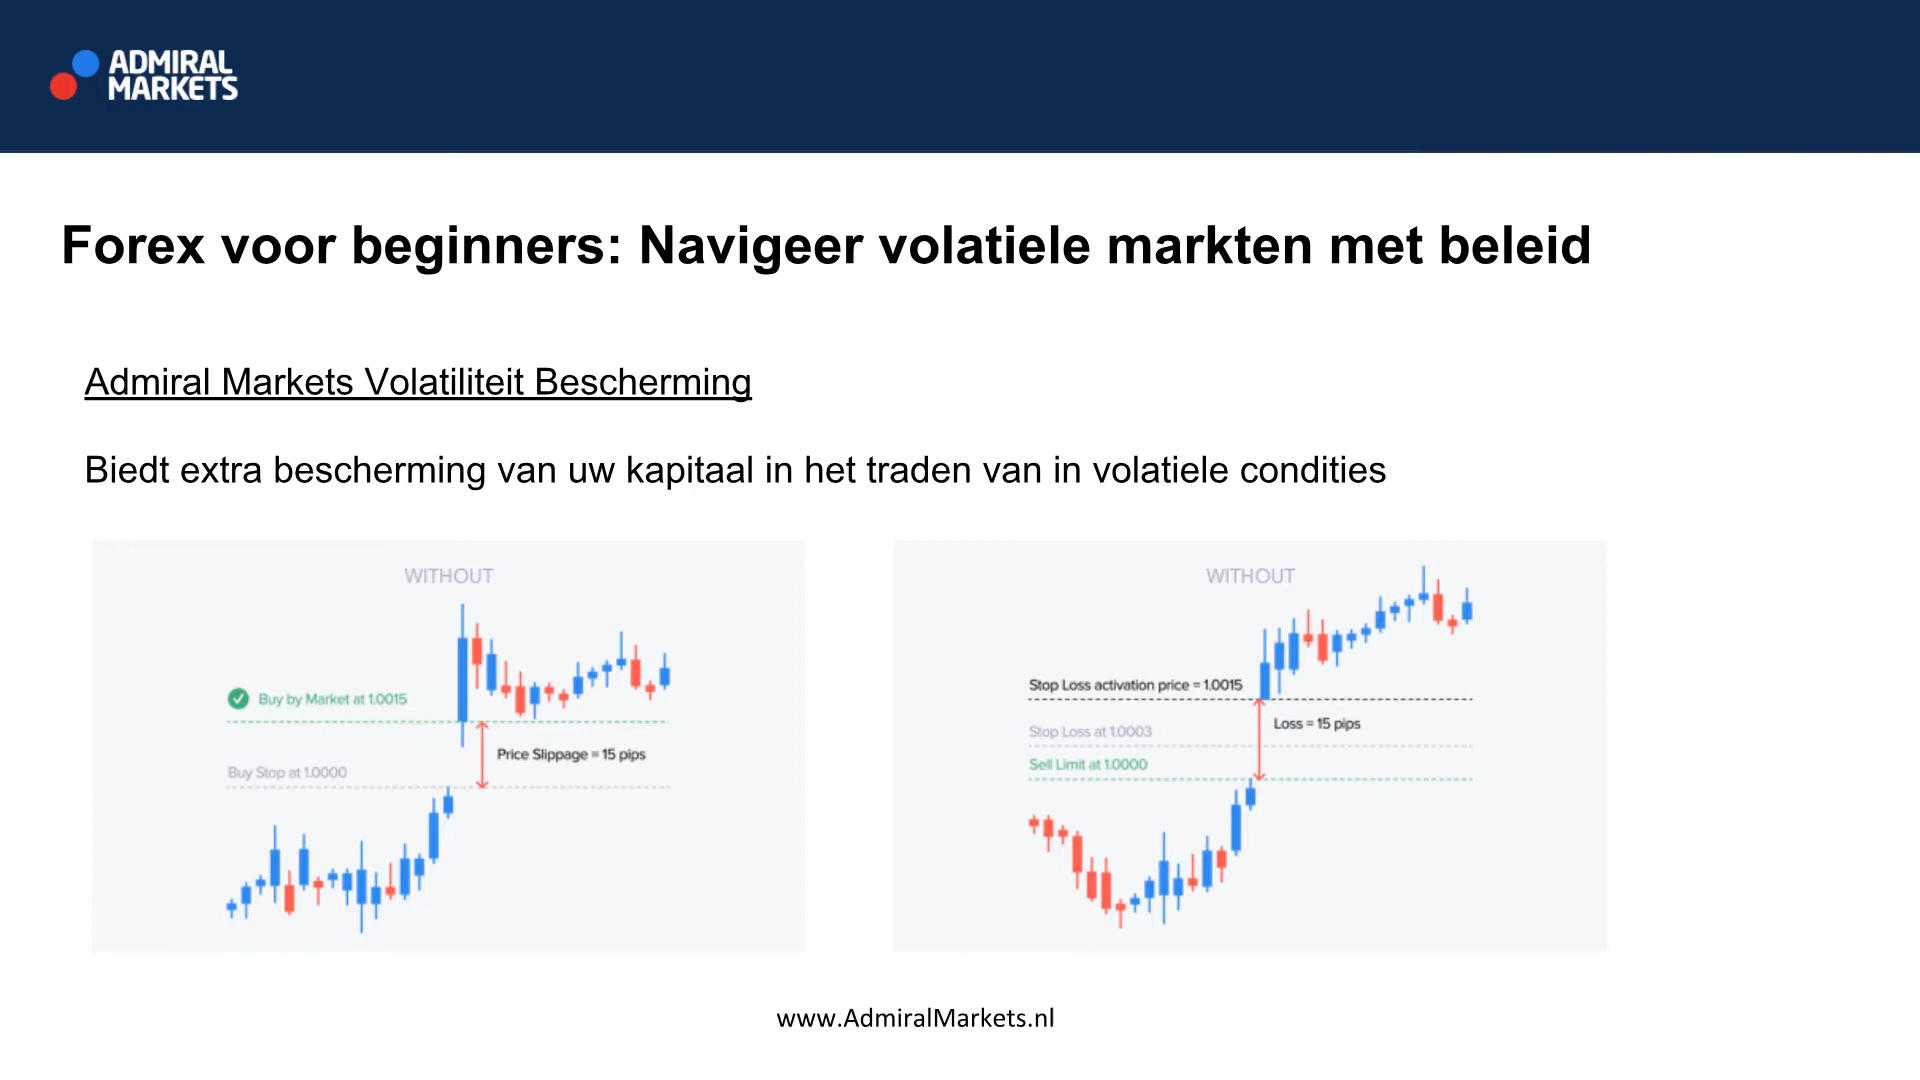 ADMIRAL
MARKETS
Forex voor beginners: Navigeer volatiele markten met beleid
Admiral Markets Volatiliteit Bescherming
Biedt extra bescherming van uw kapitaal in het traden van in volatiele condities
WITHOUT
Buy by Market at 1.0015
Price Slippage = 15 pips
Buy Stop at 1.0000
WITHOUT
Stop Loss activation price = 1.0015
Loss = 15 pips
Stop Loss at 1.0003
Sell Limit at 1.0000
www.AdmiralMarkets.nl